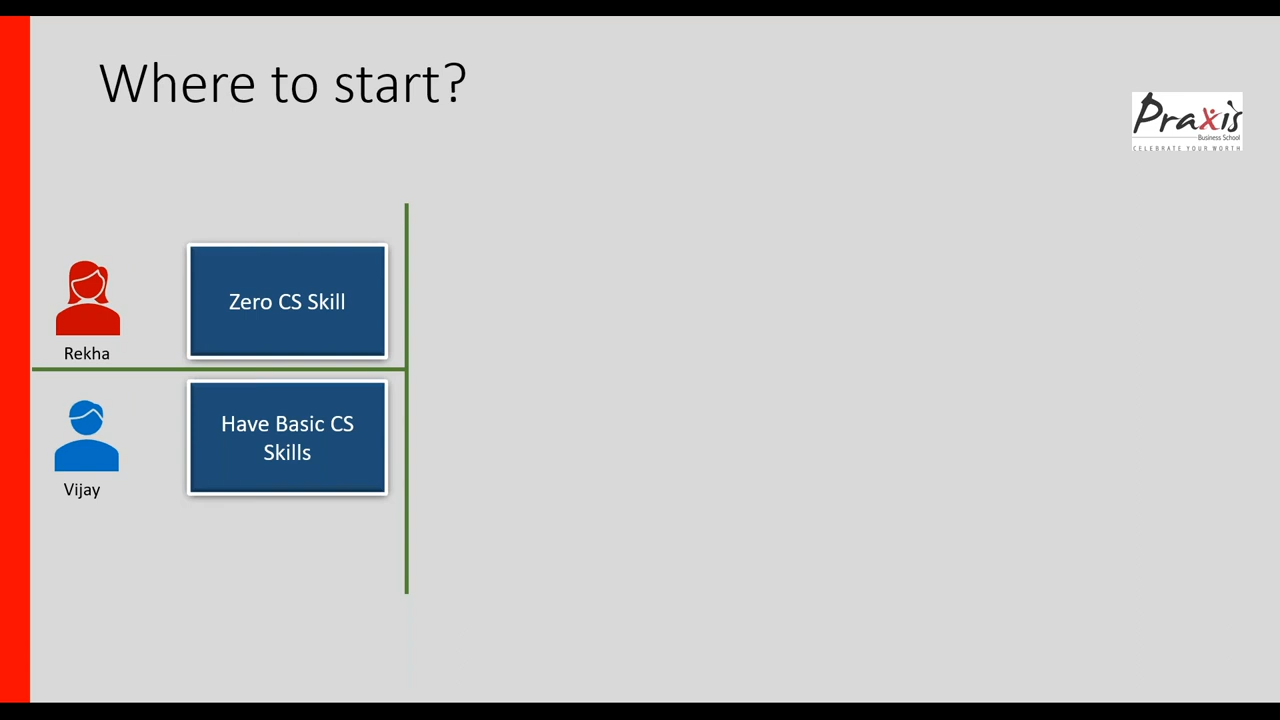 Where to start?
Praxis
Business School
CELEBRATE YOUR WORTH
Zero CS Skill
Rekha
Have Basic CS
Skills
Vijay